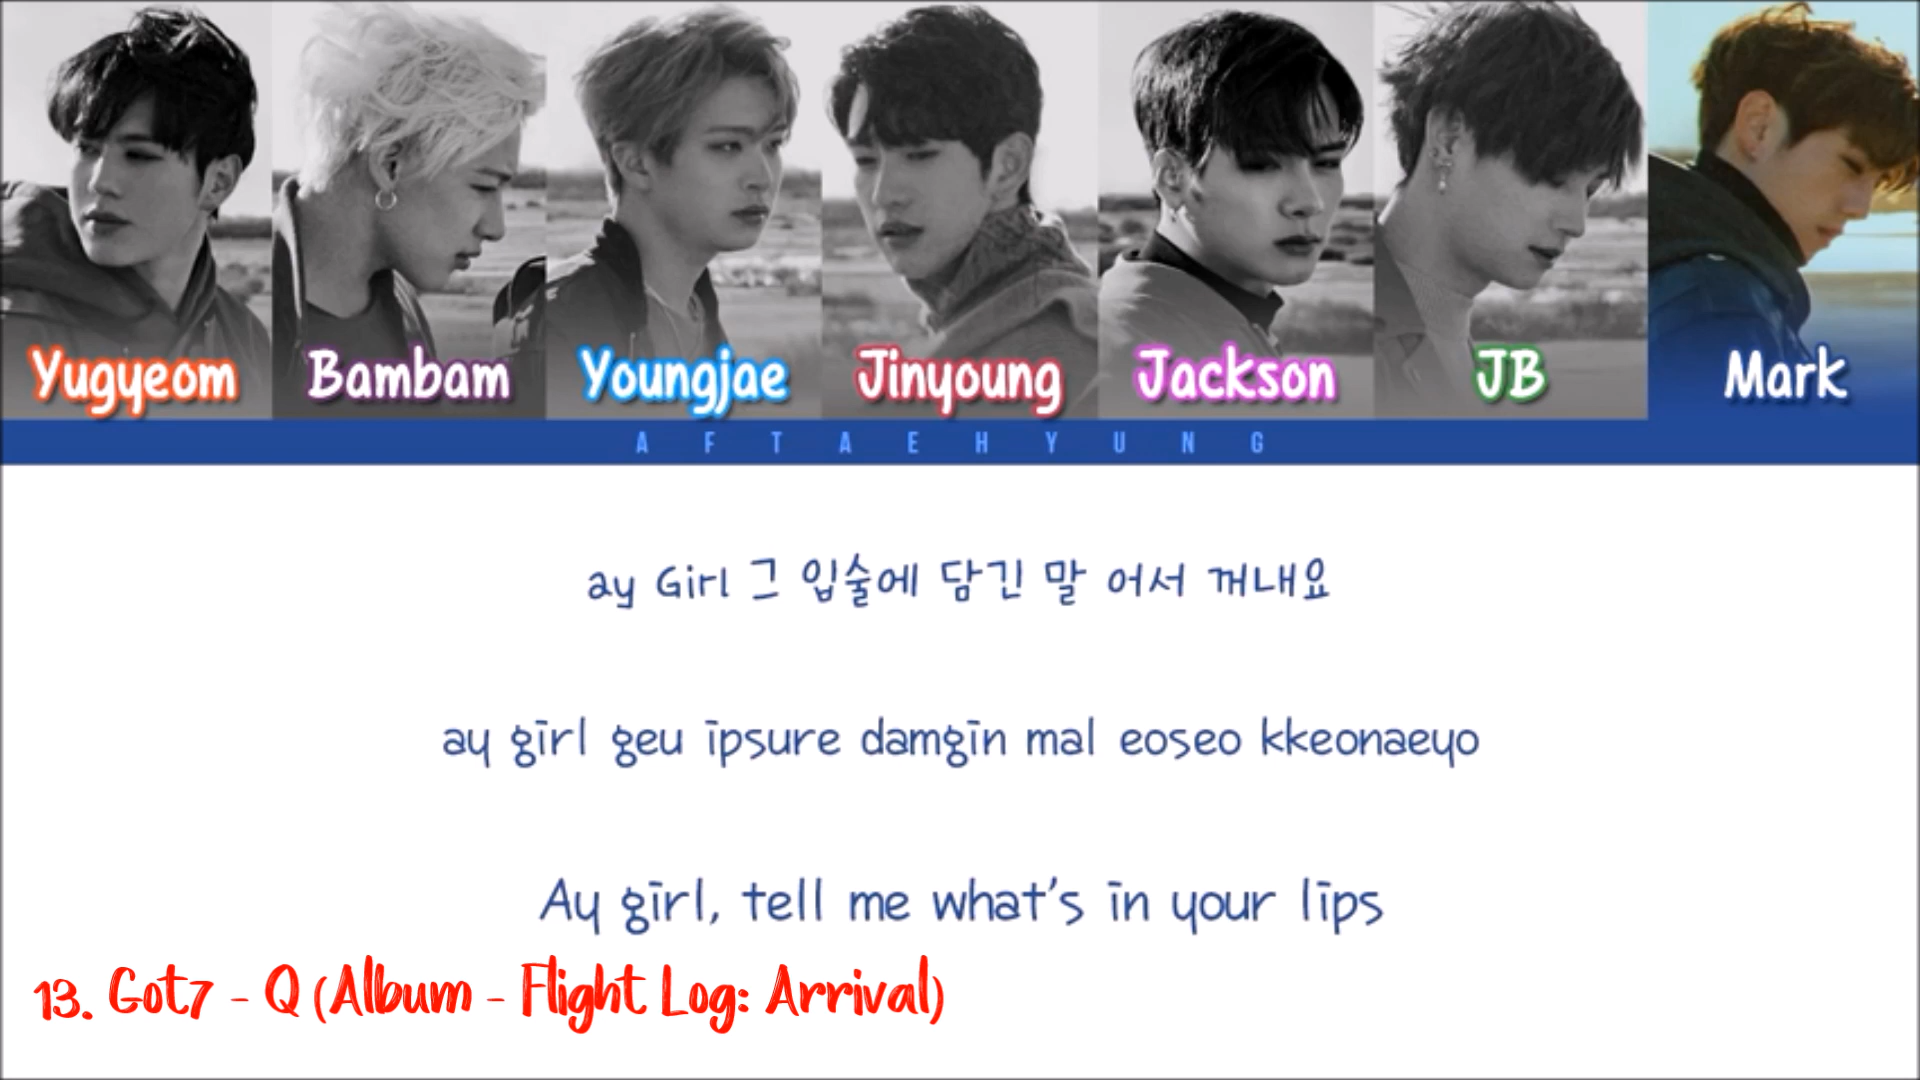 Yugyeom Bambam Youngjae Jinyoung Jackson JB Mark
AFTAEHYUNG
ay Girl 그 입술에 담긴 말 어서 꺼내요
ay girl geu ipsure damgin mal eoseo kkeonaeyo
Ay girl, tell me what's in your lips
13. Got7 - Q (Album - Flight Log: Arrival)